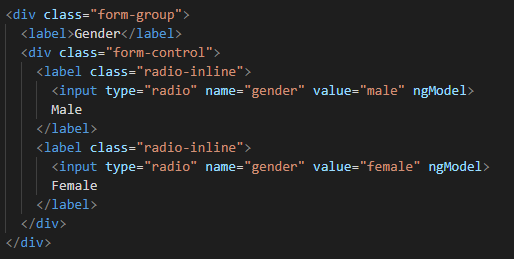 <div class="form-group">
<label>Gender</label>
<div class="form-control">
<label class="radio-inline">
<input type="radio" name="gender" value="male" ngModel>
Male
</label>
<label class="radio-inline">
<input type="radio" name="gender" value="female" ngModel>
Female
</label>
</div>
</div>